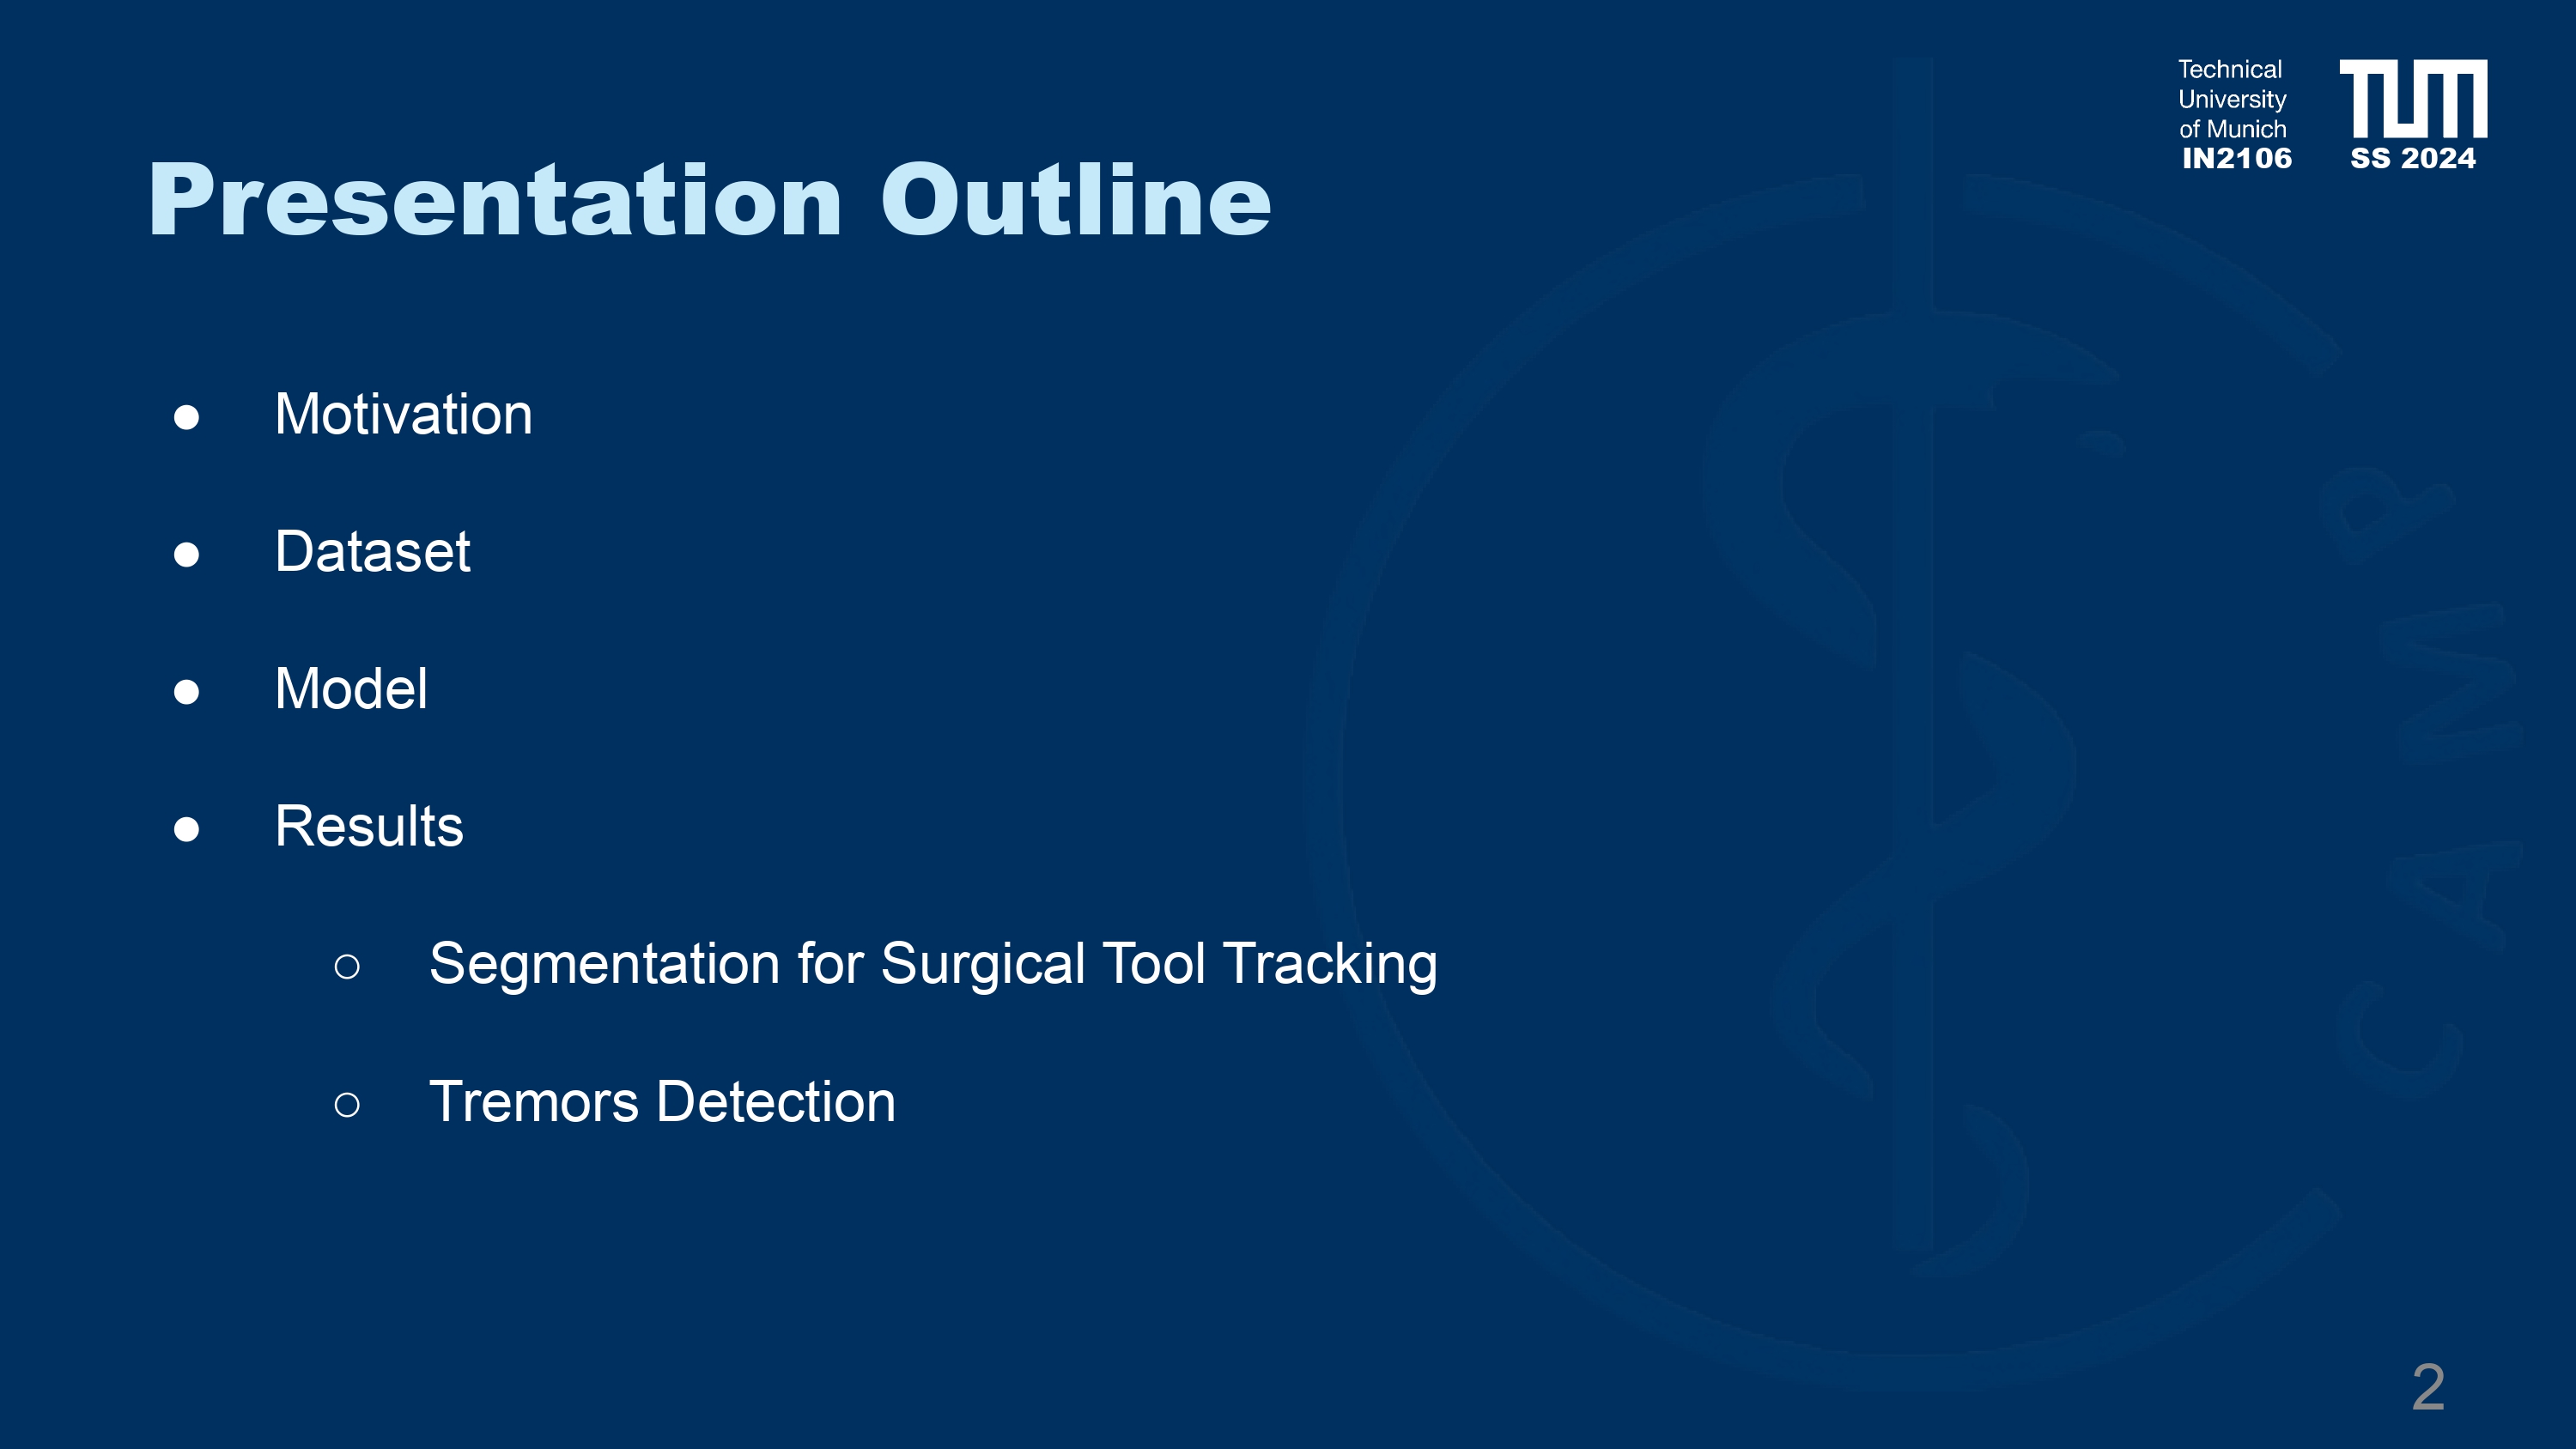 Technical
University
of Munich
IN2106
TUM
SS 2024
Presentation Outline
● Motivation
● Dataset
● Model
● Results
○ Segmentation for Surgical Tool Tracking
○ Tremors Detection
CAMP
2